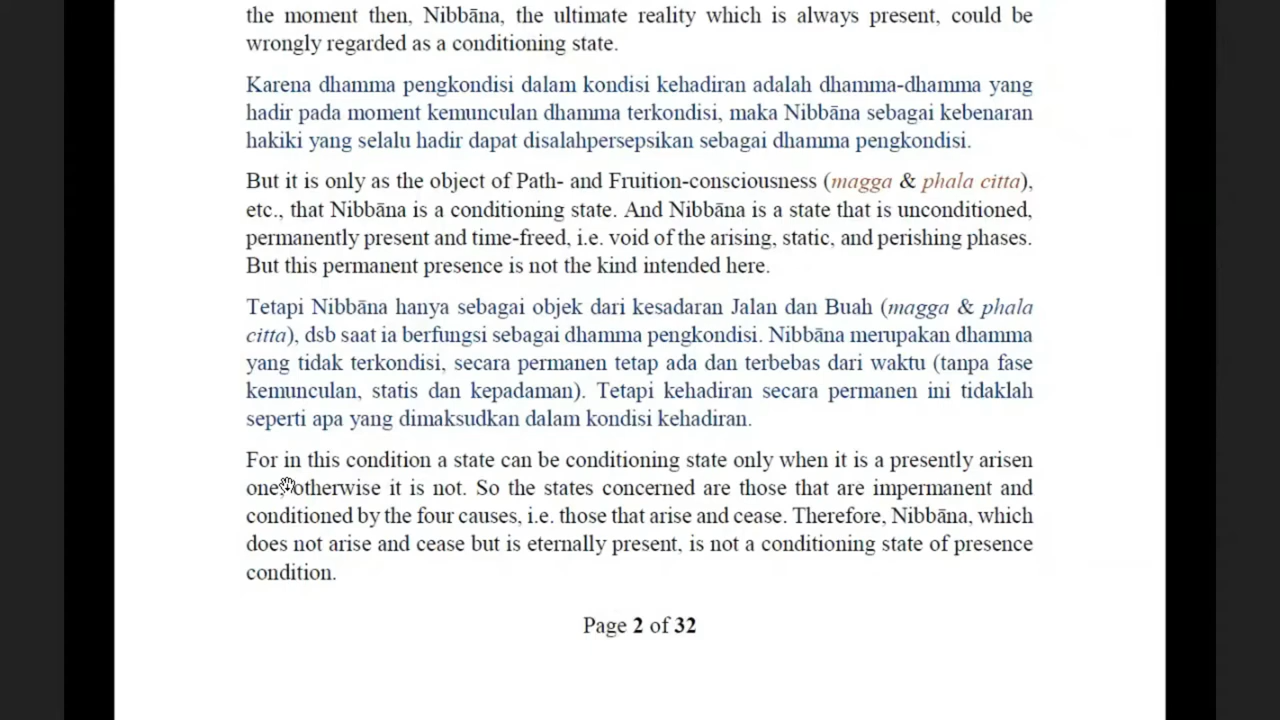 the moment then, Nibbāna, the ultimate reality which is always present, could be
wrongly regarded as a conditioning state.
Karena dhamma pengkondisi dalam kondisi kehadiran adalah dhamma-dhamma yang
hadir pada moment kemunculan dhamma terkondisi, maka Nibbāna sebagai kebenaran
hakiki yang selalu hadir dapat disalahpersepsikan sebagai dhamma pengkondisi.
But it is only as the object of Path- and Fruition-consciousness (magga & phala citta),
etc., that Nibbāna is a conditioning state. And Nibbāna is a state that is unconditioned,
permanently present and time-freed, i.e. void of the arising, static, and perishing phases.
But this permanent presence is not the kind intended here.
Tetapi Nibbāna hanya sebagai objek dari kesadaran Jalan dan Buah (magga & phala
citta), dsb saat ia berfungsi sebagai dhamma pengkondisi. Nibbāna merupakan dhamma
yang tidak terkondisi, secara permanen tetap ada dan terbebas dari waktu (tanpa fase
kemunculan, statis dan kepadaman). Tetapi kehadiran secara permanen ini tidaklah
seperti apa yang dimaksudkan dalam kondisi kehadiran.
For in this condition a state can be conditioning state only when it is a presently arisen
one, otherwise it is not. So the states concerned are those that are impermanent and
conditioned by the four causes, i.e. those that arise and cease. Therefore, Nibbāna, which
does not arise and cease but is eternally present, is not a conditioning state of presence
condition.
Page 2 of 32